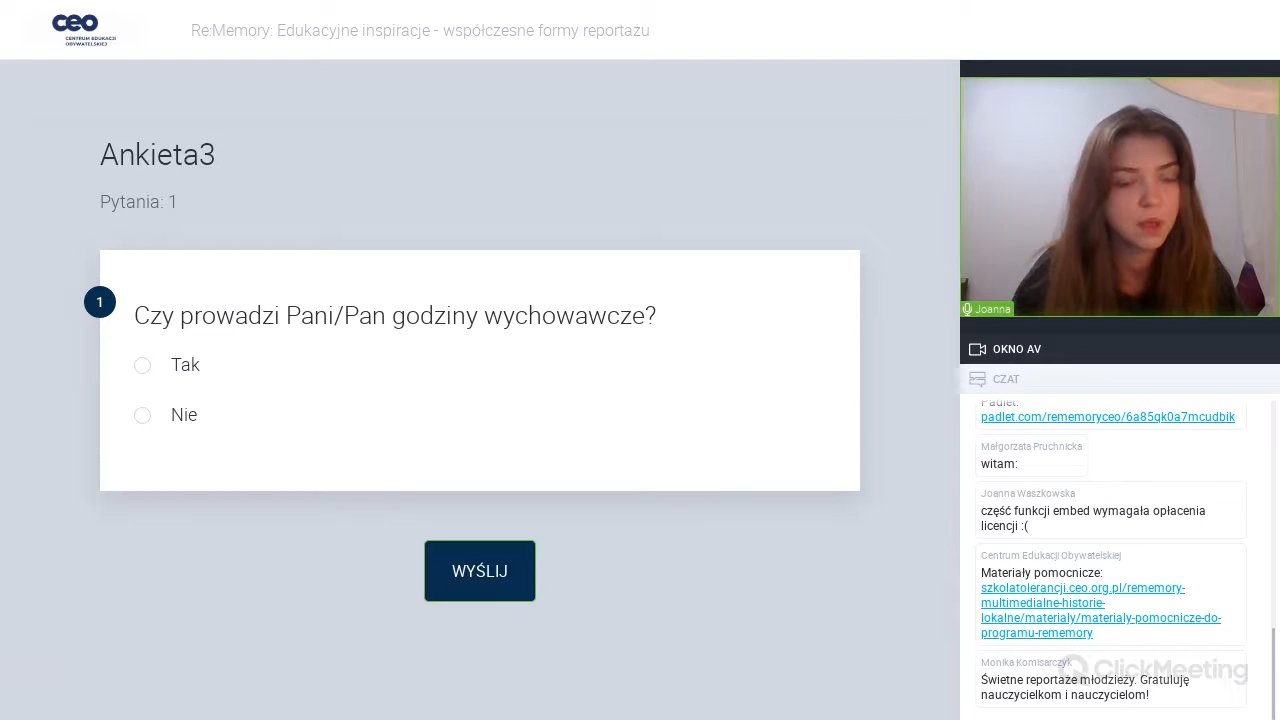 ceo
CENTRUM EDUKACJI
OBYWATELSKIEJ
Re:Memory: Edukacyjne inspiracje - współczesne formy reportażu
Ankieta3
Pytania: 1
1
Czy prowadzi Pani/Pan godziny wychowawcze?
Tak
Nie
WYŚLIJ
Joanna
OKNO AV
CZAT
Padlet:
padlet.com/rememoryceo/6a85qk0a7mcudbik
Małgorzata Pruchnicka
witam:
Joanna Waszkowska
część funkcji embed wymagała opłacenia
licencji :(
Centrum Edukacji Obywatelskiej
Materiały pomocnicze:
szkolatolerancji.ceo.org.pl/rememory-
multimedialne-historie-
lokalne/materialy/materialy-pomocnicze-do-
programu-rememory
Monika Komisarczyk
ClickMeeting
Świetne reportaże młodzieży. Gratuluję
nauczycielkom i nauczycielom!